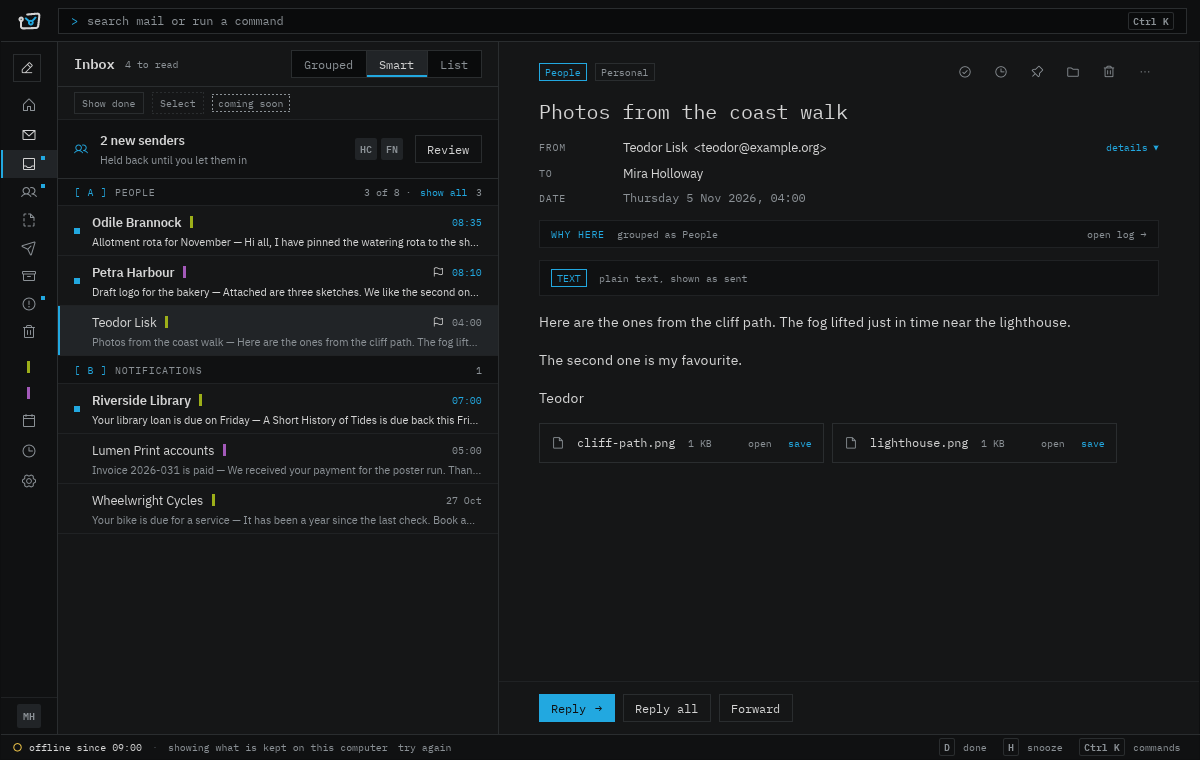 > search mail or run a command Ctrl K
Inbox 4 to read Grouped Smart List
Show done Select coming soon
2 new senders
Held back until you let them in HC FN Review
[ A ] PEOPLE 3 of 8 · show all 3
Odile Brannock 08:35
Allotment rota for November — Hi all, I have pinned the watering rota to the sh...
Petra Harbour 08:10
Draft logo for the bakery — Attached are three sketches. We like the second on...
Teodor Lisk 04:00
Photos from the coast walk — Here are the ones from the cliff path. The fog lift...
[ B ] NOTIFICATIONS 1
Riverside Library 07:00
Your library loan is due on Friday — A Short History of Tides is due back this Fri...
Lumen Print accounts 05:00
Invoice 2026-031 is paid — We received your payment for the poster run. Than...
Wheelwright Cycles 27 Oct
Your bike is due for a service — It has been a year since the last check. Book a...
MH
People Personal
Photos from the coast walk
FROM Teodor Lisk <teodor@example.org> details ▾
TO Mira Holloway
DATE Thursday 5 Nov 2026, 04:00
WHY HERE grouped as People open log →
TEXT plain text, shown as sent
Here are the ones from the cliff path. The fog lifted just in time near the lighthouse.
The second one is my favourite.
Teodor
cliff-path.png 1 KB open save lighthouse.png 1 KB open save
Reply → Reply all Forward
offline since 09:00 · showing what is kept on this computer try again D done H snooze Ctrl K commands